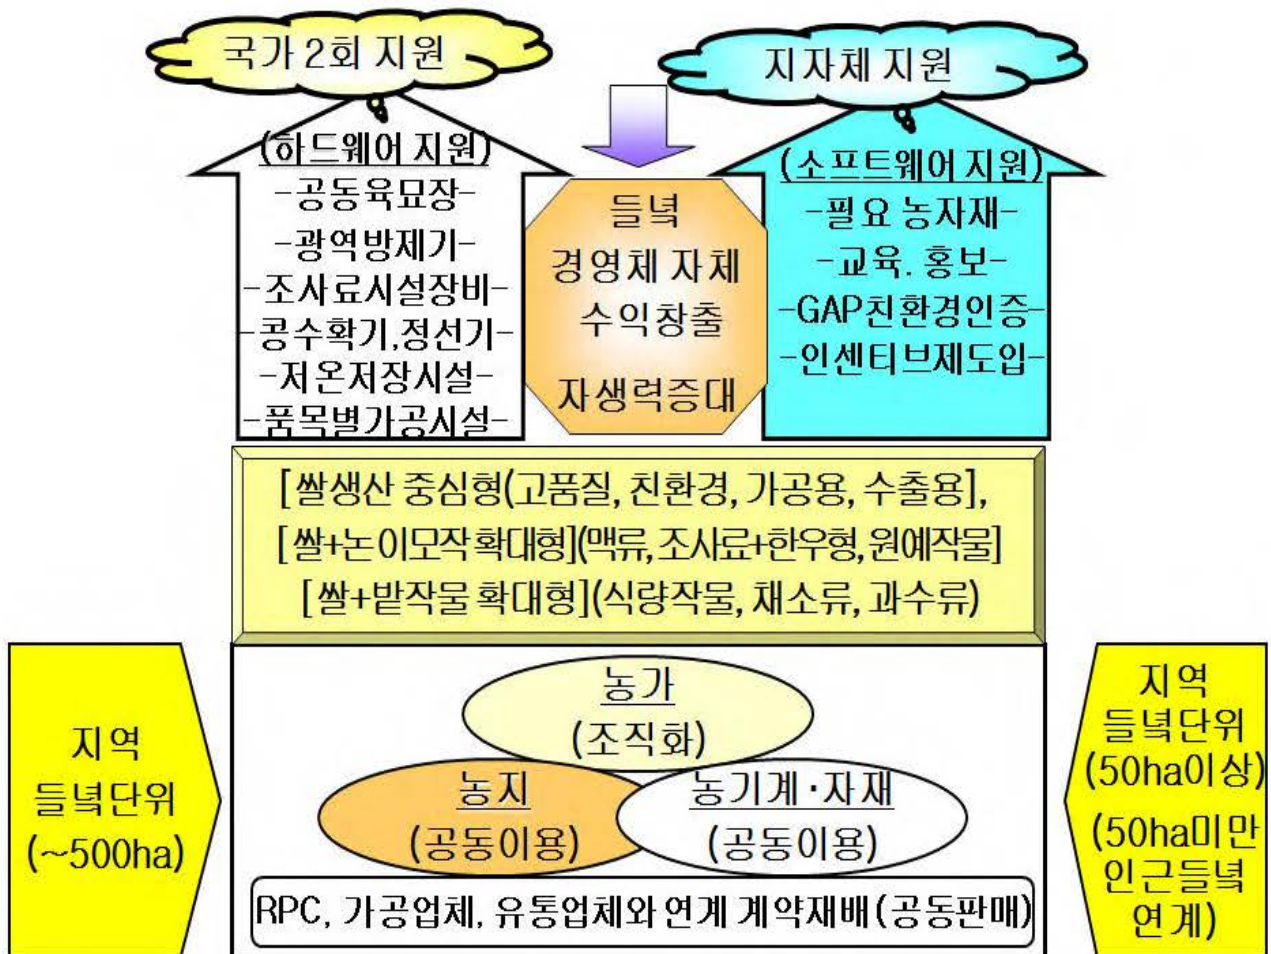 국가 2회 지원
(하드웨어 지원)
-공동육묘장-
-광역방제기-
-조사료시설장비-
-콩수확기,정선기-
-저온저장시설-
-품목별가공시설-
들녘
경영체 자체
수익창출
자생력증대
지자체 지원
(소프트웨어 지원)
-필요 농자재-
-교육. 홍보-
-GAP친환경인증-
-인센티브제도입-
[쌀생산 중심형(고품질, 친환경, 가공용, 수출용],
[쌀+논이모작확대형](맥류, 조사료+한우형, 원예작물]
[쌀+밭작물 확대형](식량작물, 채소류, 과수류)
지역
들녘단위
(~500ha)
농가
(조직화)
농지
(공동이용)
농기계·자재
(공동이용)
RPC, 가공업체, 유통업체와 연계 계약재배(공동판매)
지역
들녘단위
(50ha이상)
(50ha미만
인근들녘
연계)